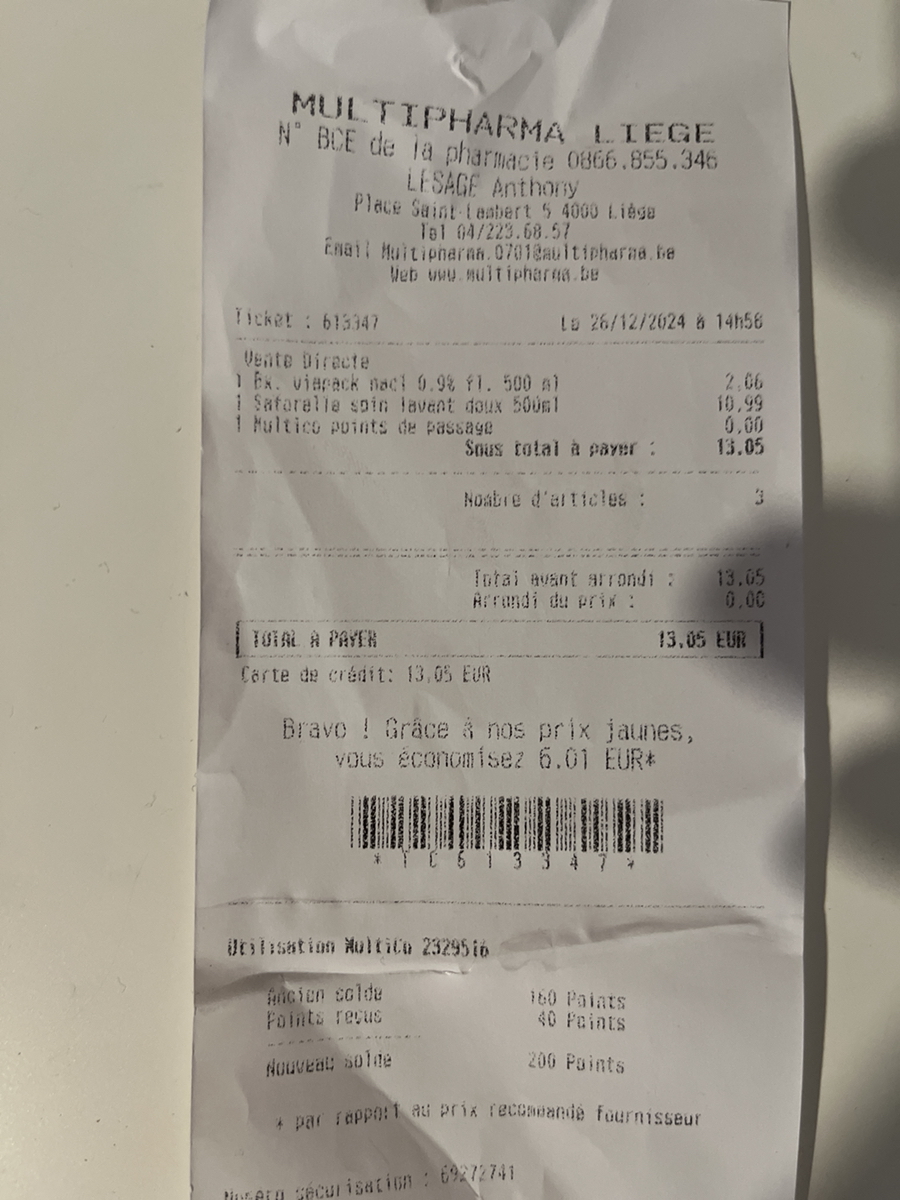 MULTIPHARMA LIEGE
N° BCE de la pharmacie 0866.855.346
LESAGE Anthony
Place Saint-Lambert 5 4000 Liège
Tel 04/223.68.57
Email Multipharma.0701@multipharma.be
Web www.multipharma.be
Ticket : 613347 Le 26/12/2024 à 14h56
Vente Directe
1 Bx. viapack nacl 0.9% fl. 500 ml 2.06
1 Saforelle soin lavant doux 500ml 10.99
1 Multico points de passage 0.00
Sous total à payer : 13.05
Nombre d'articles : 3
Total avant arrondi : 13.05
Arrondi du prix : 0.00
TOTAL A PAYER 13.05 EUR
Carte de crédit: 13.05 EUR
Bravo ! Grâce à nos prix jaunes,
vous économisez 6.01 EUR*
* T C 6 1 3 3 4 7 *
Utilisation MultiCo 2329516
Ancien solde 160 Points
Points reçus 40 Points
Nouveau solde 200 Points
* par rapport au prix recommandé fournisseur
Numéro sécurisation : 69272741